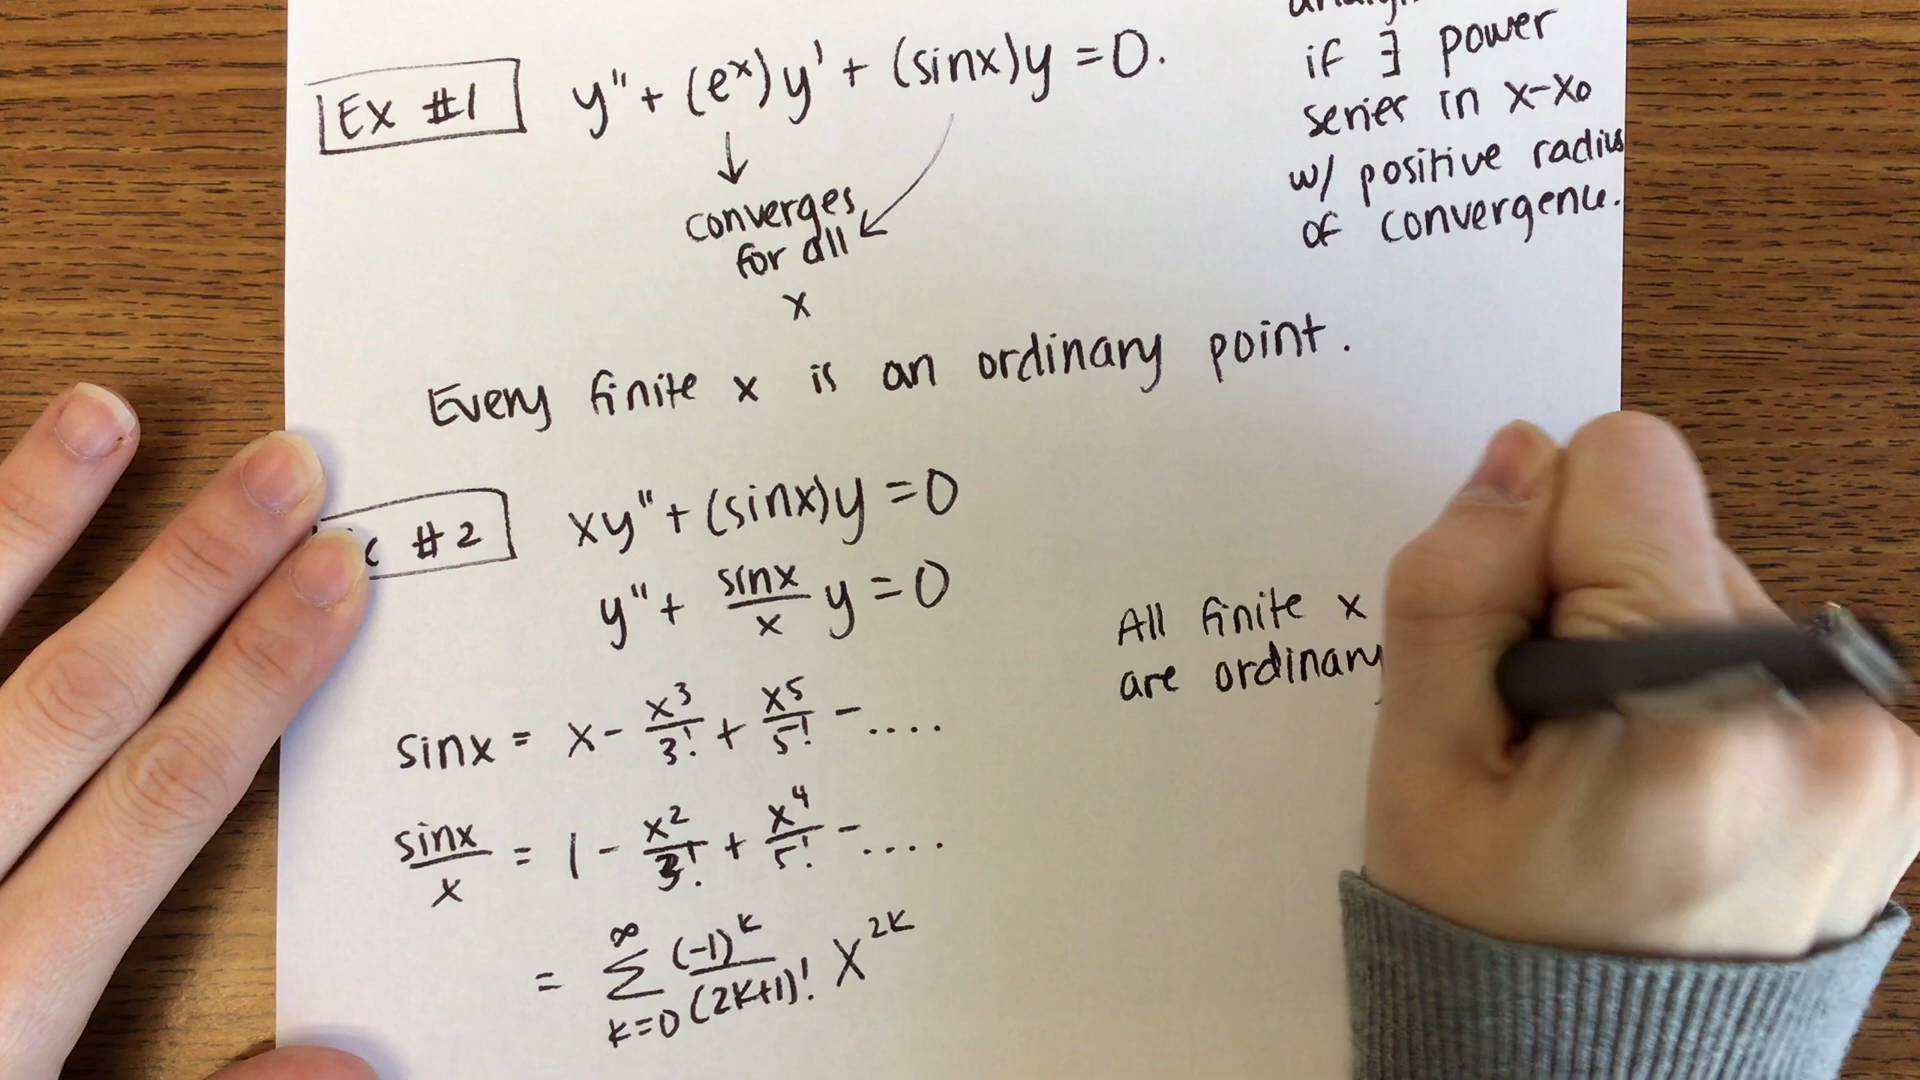 if ∃ power
series in x-x₀
w/ positive radius
of convergence.
Ex #1
y" + (eˣ)y' + (sinx)y = 0.
converges
for all
x
Every finite x is an ordinary point.
#2
xy" + (sinx)y = 0
y" + sinx/x y = 0
All finite x
are ordinary
sinx = x - x³/3! + x⁵/5! - ....
sinx/x = 1 - x²/3! + x⁴/5! - ....
= ∑_{k=0}^{∞} (-1)^k/(2k+1)! x^{2k}